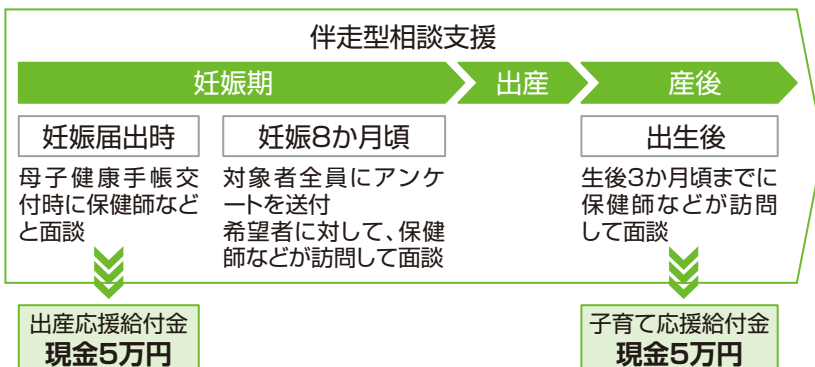 伴走型相談支援
妊娠期
出産
産後
妊娠届出時
母子健康手帳交
付時に保健師など
と面談
妊娠8か月頃
対象者全員にアンケ
ートを送付
希望者に対して、保健
師などが訪問して面談
出生後
生後3か月頃までに
保健師などが訪問
して面談
出産応援給付金
現金5万円
子育て応援給付金
現金5万円